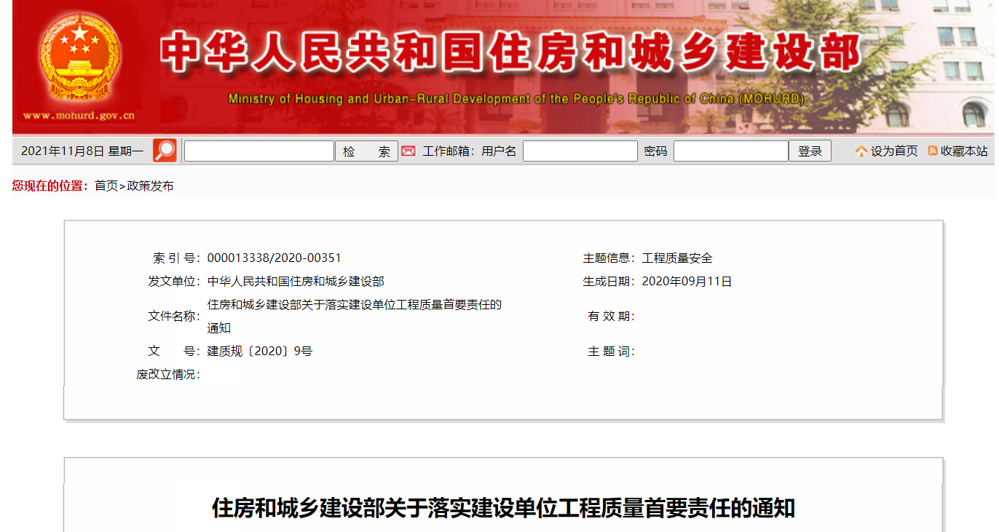 中华人民共和国住房和城乡建设部
Ministry of Housing and Urban-Rural Development of the People's Republic of China (MOHURD)
www.mohurd.gov.cn
2021年11月8日 星期一 检 索 工作邮箱：用户名 密码 登录 设为首页 收藏本站
您现在的位置：首页>政策发布
索 引 号：000013338/2020-00351 主题信息：工程质量安全
发文单位：中华人民共和国住房和城乡建设部 生成日期：2020年09月11日
文件名称：住房和城乡建设部关于落实建设单位工程质量首要责任的
通知
有 效 期：
文 号：建质规〔2020〕9号 主 题 词：
废改立情况：
住房和城乡建设部关于落实建设单位工程质量首要责任的通知